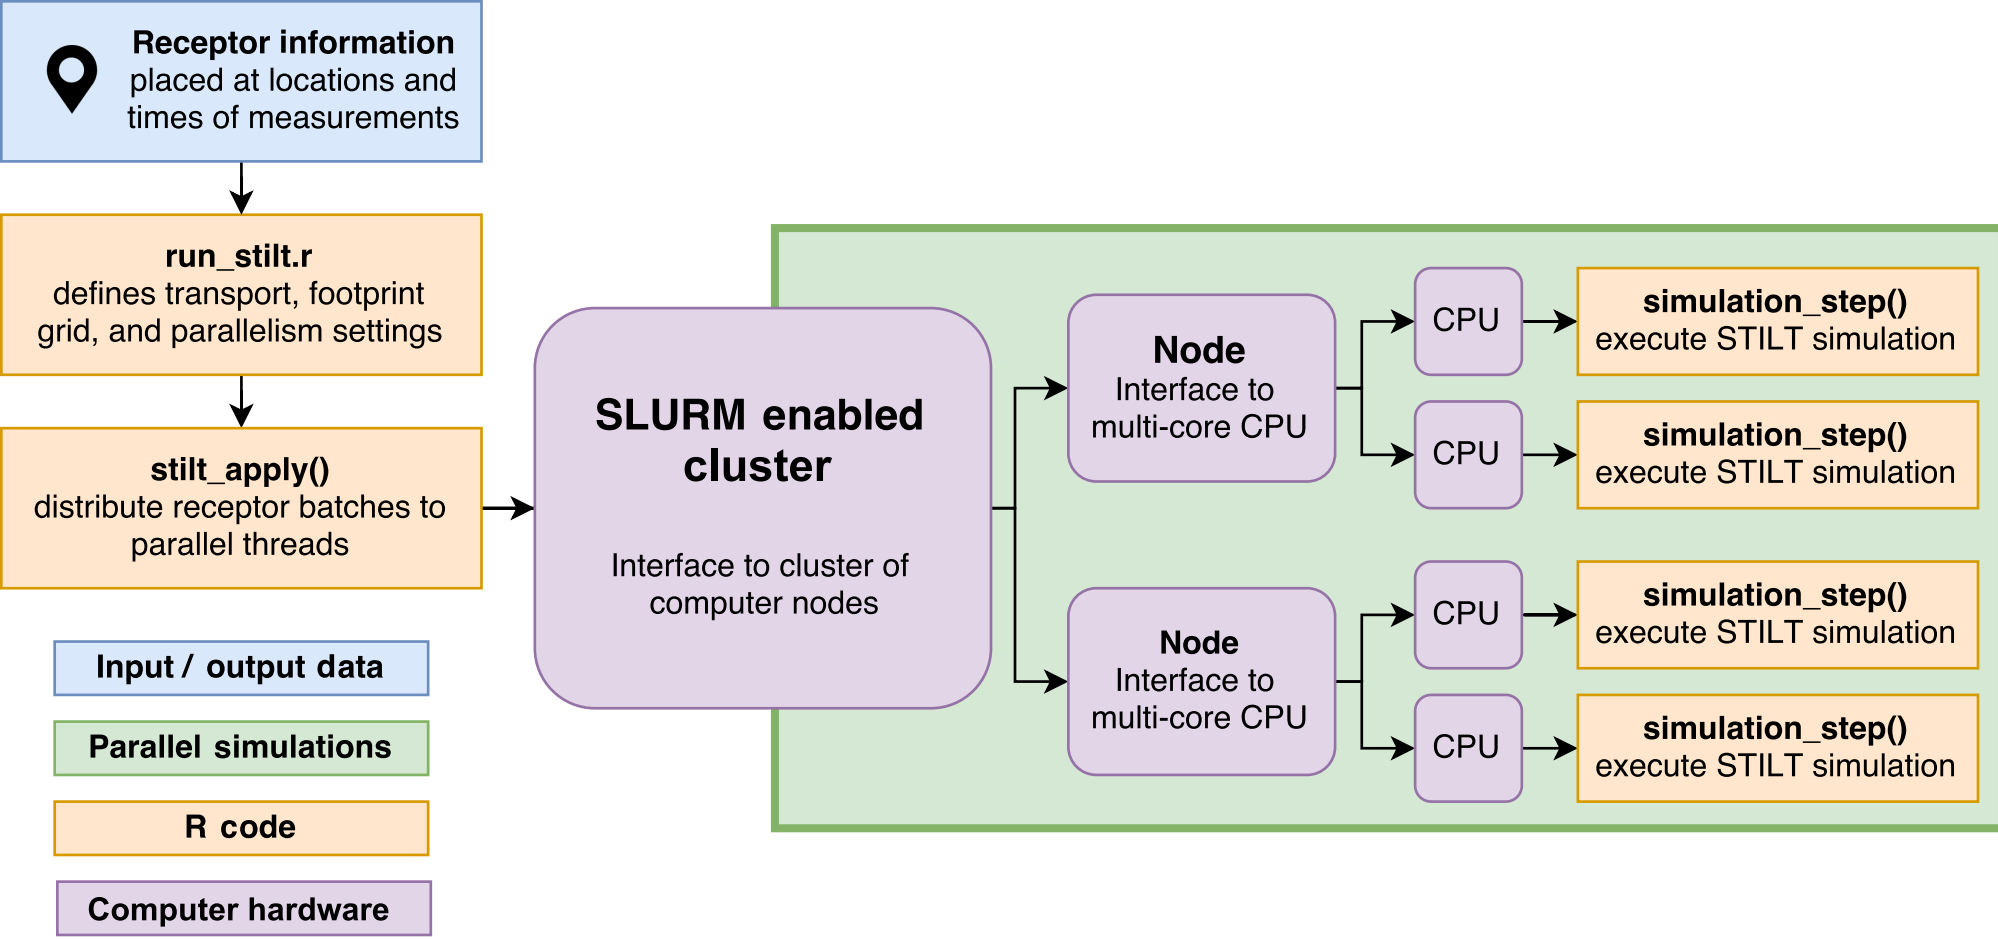 Receptor information
placed at locations and
times of measurements
run_stilt.r
defines transport, footprint
grid, and parallelism settings
stilt_apply()
distribute receptor batches to
parallel threads
SLURM enabled
cluster
Interface to cluster of
computer nodes
Node
Interface to
multi-core CPU
CPU
simulation_step()
execute STILT simulation
CPU
simulation_step()
execute STILT simulation
Node
Interface to
multi-core CPU
CPU
simulation_step()
execute STILT simulation
CPU
simulation_step()
execute STILT simulation
Input / output data
Parallel simulations
R code
Computer hardware